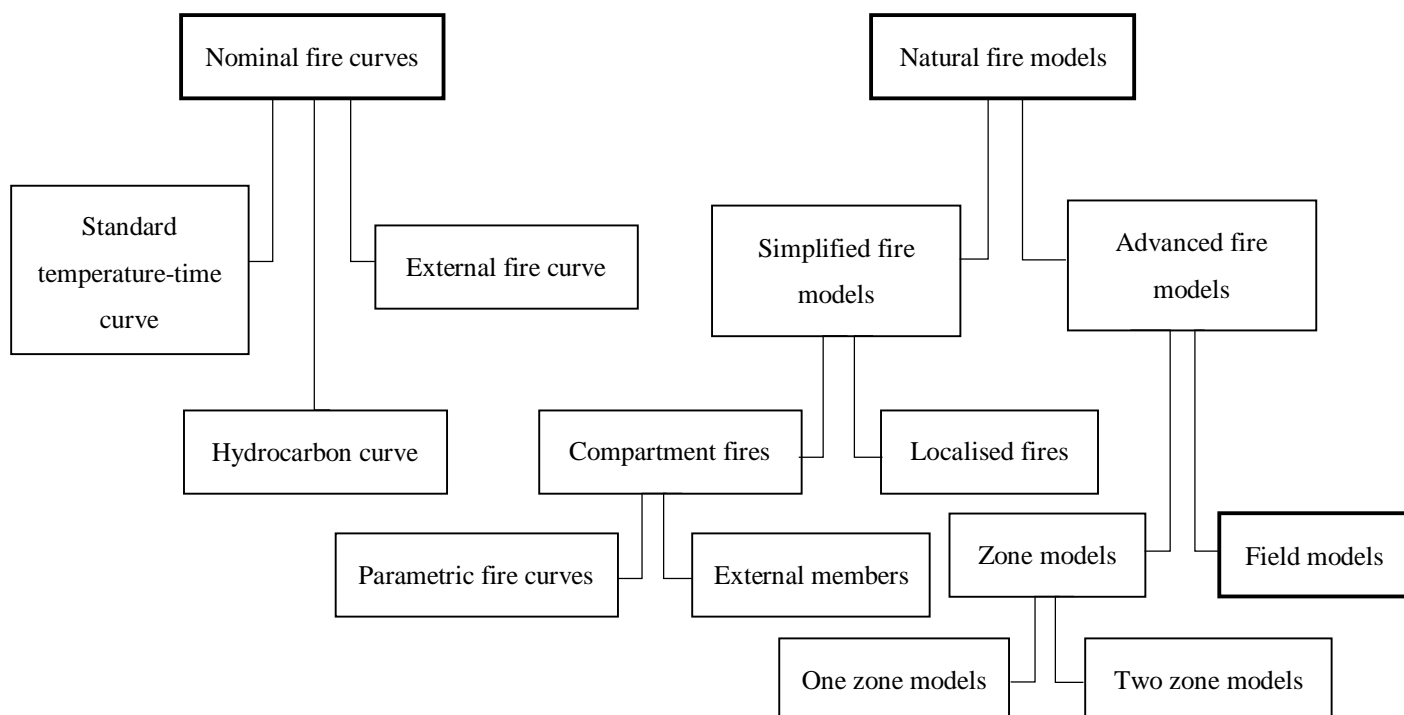 Nominal fire curves
Natural fire models
Standard
temperature-time
curve
External fire curve
Simplified fire
models
Advanced fire
models
Hydrocarbon curve
Compartment fires
Localised fires
Parametric fire curves
External members
Zone models
Field models
One zone models
Two zone models